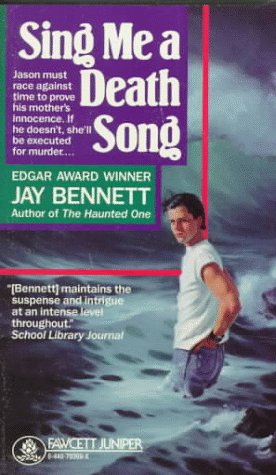 Sing Me a
Death
Song
Jason must
race against
time to prove
his mother's
innocence. If
he doesn't, she'll
be executed
for murder....
EDGAR AWARD WINNER
JAY BENNETT
Author of The Haunted One
"[Bennett] maintains the
suspense and intrigue
at an intense level
throughout."
School Library Journal
FAWCETT JUNIPER